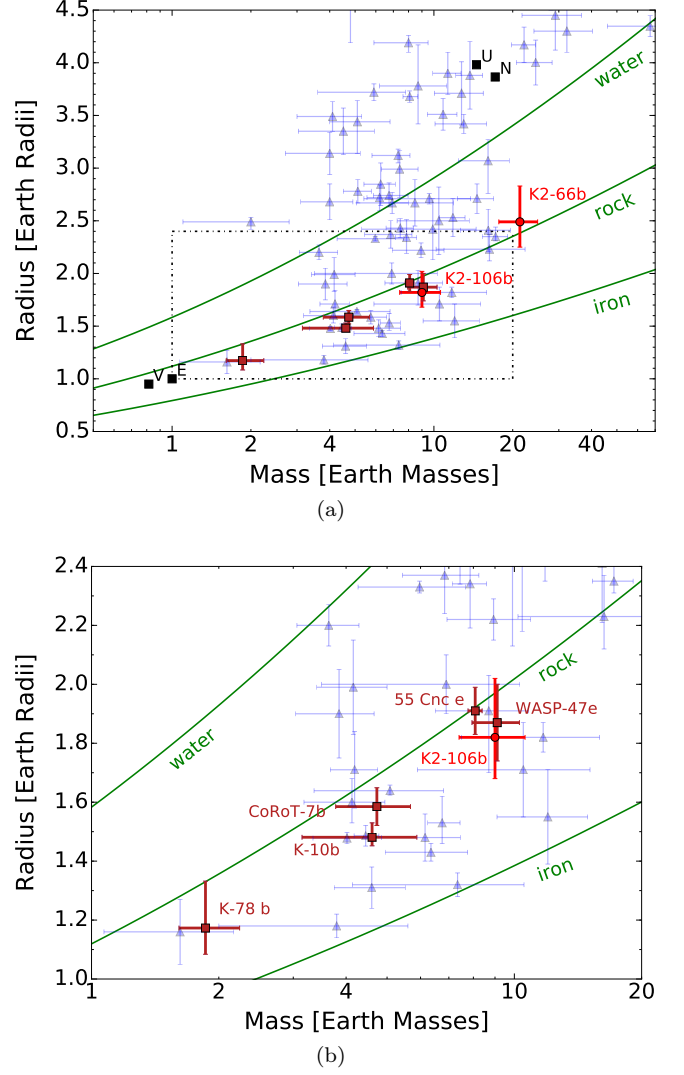 4.5
4.0
3.5
3.0
2.5
2.0
1.5
1.0
0.5
Radius [Earth Radii]
U
N
water
K2-66b
rock
K2-106b
iron
V
E
1
2
4
10
20
40
Mass [Earth Masses]
(a)
2.4
2.2
2.0
1.8
1.6
1.4
1.2
1.0
Radius [Earth Radii]
rock
55 Cnc e
WASP-47e
water
K2-106b
CoRoT-7b
K-10b
iron
K-78 b
1
2
4
10
20
Mass [Earth Masses]
(b)